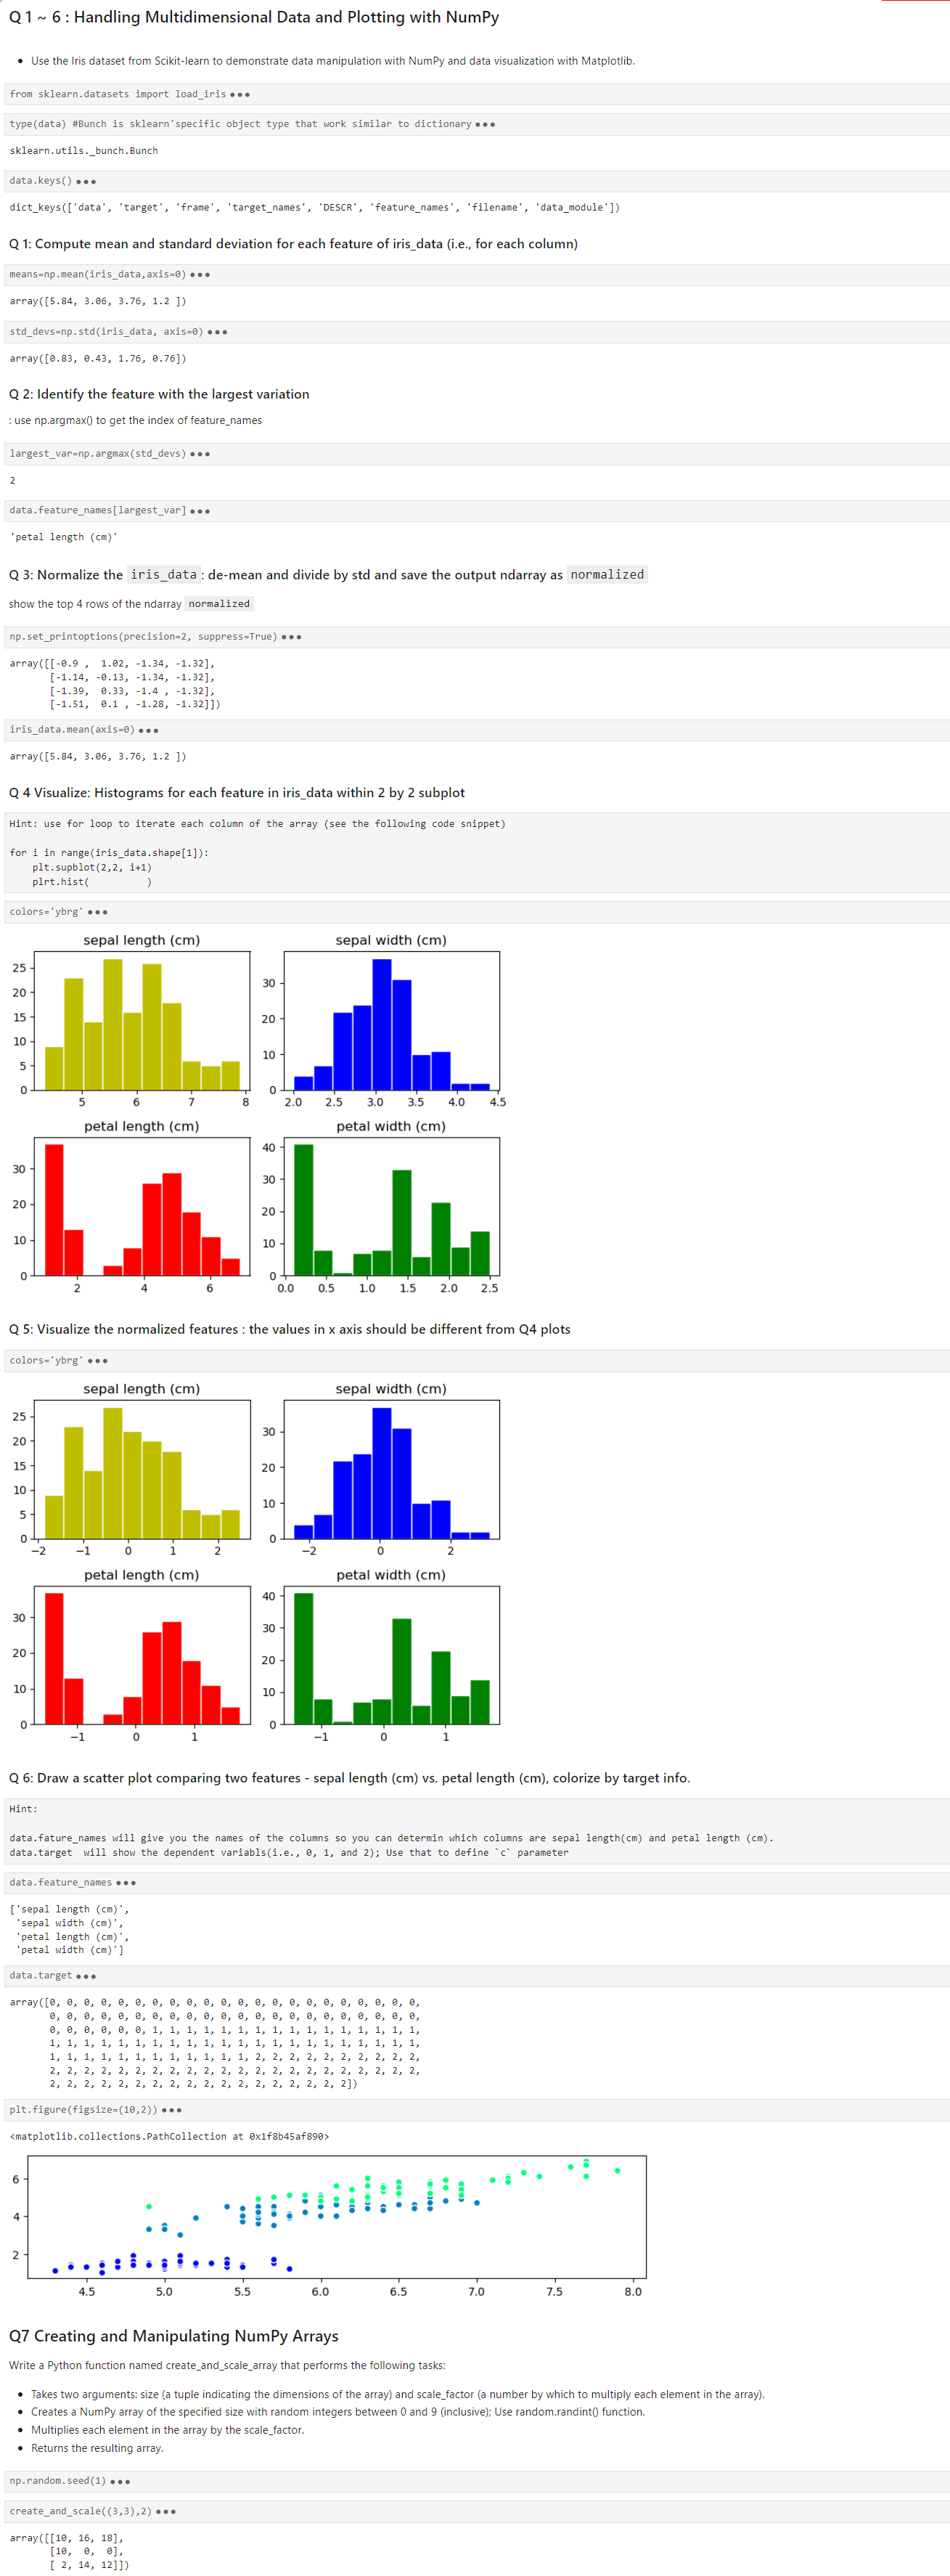 Q 1 ~ 6 : Handling Multidimensional Data and Plotting with NumPy
• Use the Iris dataset from Scikit-learn to demonstrate data manipulation with NumPy and data visualization with Matplotlib.
from sklearn.datasets import load_iris •••
type(data) #Bunch is sklearn'specific object type that work similar to dictionary •••
sklearn.utils._bunch.Bunch
data.keys() •••
dict_keys(['data', 'target', 'frame', 'target_names', 'DESCR', 'feature_names', 'filename', 'data_module'])
Q 1: Compute mean and standard deviation for each feature of iris_data (i.e., for each column)
means=np.mean(iris_data,axis=0) •••
array([5.84, 3.06, 3.76, 1.2 ])
std_devs=np.std(iris_data, axis=0) •••
array([0.83, 0.43, 1.76, 0.76])
Q 2: Identify the feature with the largest variation
: use np.argmax() to get the index of feature_names
largest_var=np.argmax(std_devs) •••
2
data.feature_names[largest_var] •••
'petal length (cm)'
Q 3: Normalize the iris_data : de-mean and divide by std and save the output ndarray as normalized
show the top 4 rows of the ndarray normalized
np.set_printoptions(precision=2, suppress=True) •••
array([[-0.9 ,  1.02, -1.34, -1.32],
       [-1.14, -0.13, -1.34, -1.32],
       [-1.39,  0.33, -1.4 , -1.32],
       [-1.51,  0.1 , -1.28, -1.32]])
iris_data.mean(axis=0) •••
array([5.84, 3.06, 3.76, 1.2 ])
Q 4 Visualize: Histograms for each feature in iris_data within 2 by 2 subplot
Hint: use for loop to iterate each column of the array (see the following code snippet)
for i in range(iris_data.shape[1]):
    plt.supblot(2,2, i+1)
    plrt.hist(          )
colors='ybrg' •••
sepal length (cm) sepal width (cm)
25
20
15
10
5
0
5 6 7 8
30
20
10
0
2.0 2.5 3.0 3.5 4.0 4.5
petal length (cm) petal width (cm)
30
20
10
0
2 4 6
40
30
20
10
0
0.0 0.5 1.0 1.5 2.0 2.5
Q 5: Visualize the normalized features : the values in x axis should be different from Q4 plots
colors='ybrg' •••
sepal length (cm) sepal width (cm)
25
20
15
10
5
0
−2 −1 0 1 2
30
20
10
0
−2 0 2
petal length (cm) petal width (cm)
30
20
10
0
−1 0 1
40
30
20
10
0
−1 0 1
Q 6: Draw a scatter plot comparing two features - sepal length (cm) vs. petal length (cm), colorize by target info.
Hint:
data.fature_names will give you the names of the columns so you can determin which columns are sepal length(cm) and petal length (cm).
data.target  will show the dependent variabls(i.e., 0, 1, and 2); Use that to define `c` parameter
data.feature_names •••
['sepal length (cm)',
 'sepal width (cm)',
 'petal length (cm)',
 'petal width (cm)']
data.target •••
array([0, 0, 0, 0, 0, 0, 0, 0, 0, 0, 0, 0, 0, 0, 0, 0, 0, 0, 0, 0, 0, 0,
       0, 0, 0, 0, 0, 0, 0, 0, 0, 0, 0, 0, 0, 0, 0, 0, 0, 0, 0, 0, 0, 0,
       0, 0, 0, 0, 0, 0, 1, 1, 1, 1, 1, 1, 1, 1, 1, 1, 1, 1, 1, 1, 1, 1,
       1, 1, 1, 1, 1, 1, 1, 1, 1, 1, 1, 1, 1, 1, 1, 1, 1, 1, 1, 1, 1, 1,
       1, 1, 1, 1, 1, 1, 1, 1, 1, 1, 1, 1, 2, 2, 2, 2, 2, 2, 2, 2, 2, 2,
       2, 2, 2, 2, 2, 2, 2, 2, 2, 2, 2, 2, 2, 2, 2, 2, 2, 2, 2, 2, 2, 2,
       2, 2, 2, 2, 2, 2, 2, 2, 2, 2, 2, 2, 2, 2, 2, 2, 2, 2])
plt.figure(figsize=(10,2)) •••
<matplotlib.collections.PathCollection at 0x1f8b45af890>
6
4
2
4.5 5.0 5.5 6.0 6.5 7.0 7.5 8.0
Q7 Creating and Manipulating NumPy Arrays
Write a Python function named create_and_scale_array that performs the following tasks:
• Takes two arguments: size (a tuple indicating the dimensions of the array) and scale_factor (a number by which to multiply each element in the array).
• Creates a NumPy array of the specified size with random integers between 0 and 9 (inclusive); Use random.randint() function.
• Multiplies each element in the array by the scale_factor.
• Returns the resulting array.
np.random.seed(1) •••
create_and_scale((3,3),2) •••
array([[10, 16, 18],
       [10,  0,  0],
       [ 2, 14, 12]])